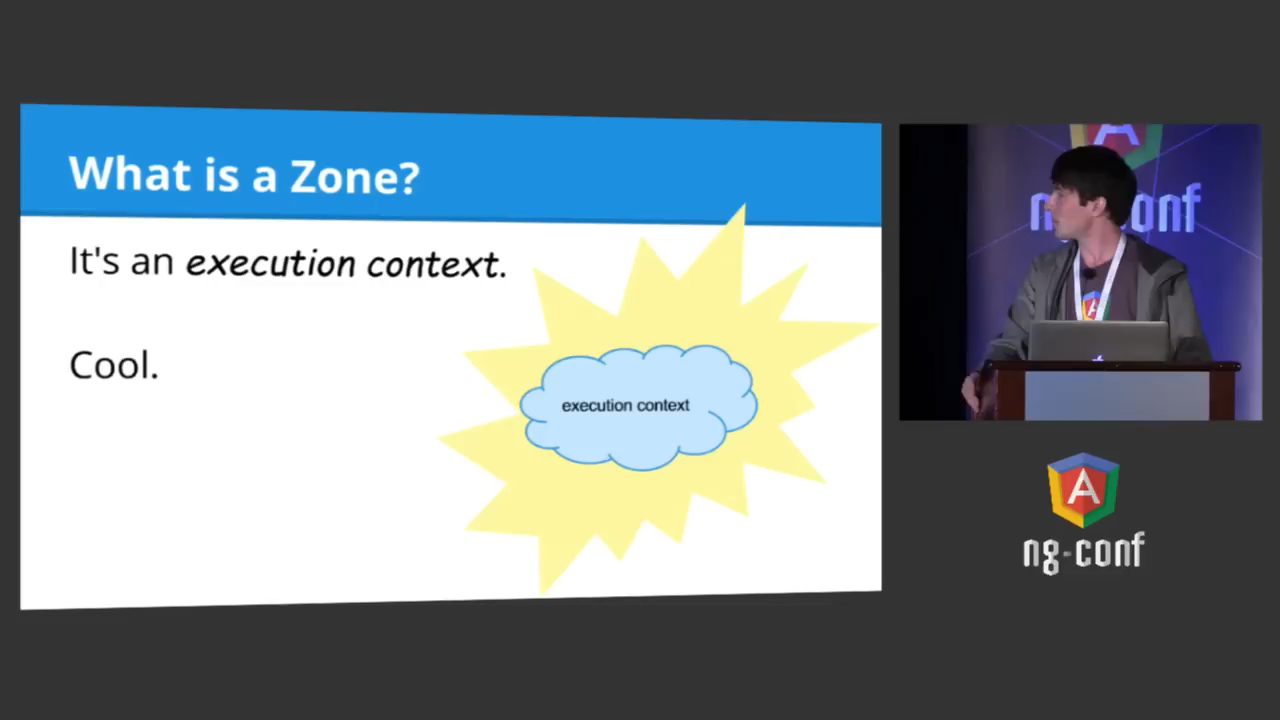 What is a Zone?
It's an execution context.
Cool.
execution context
ng-conf
ng-conf